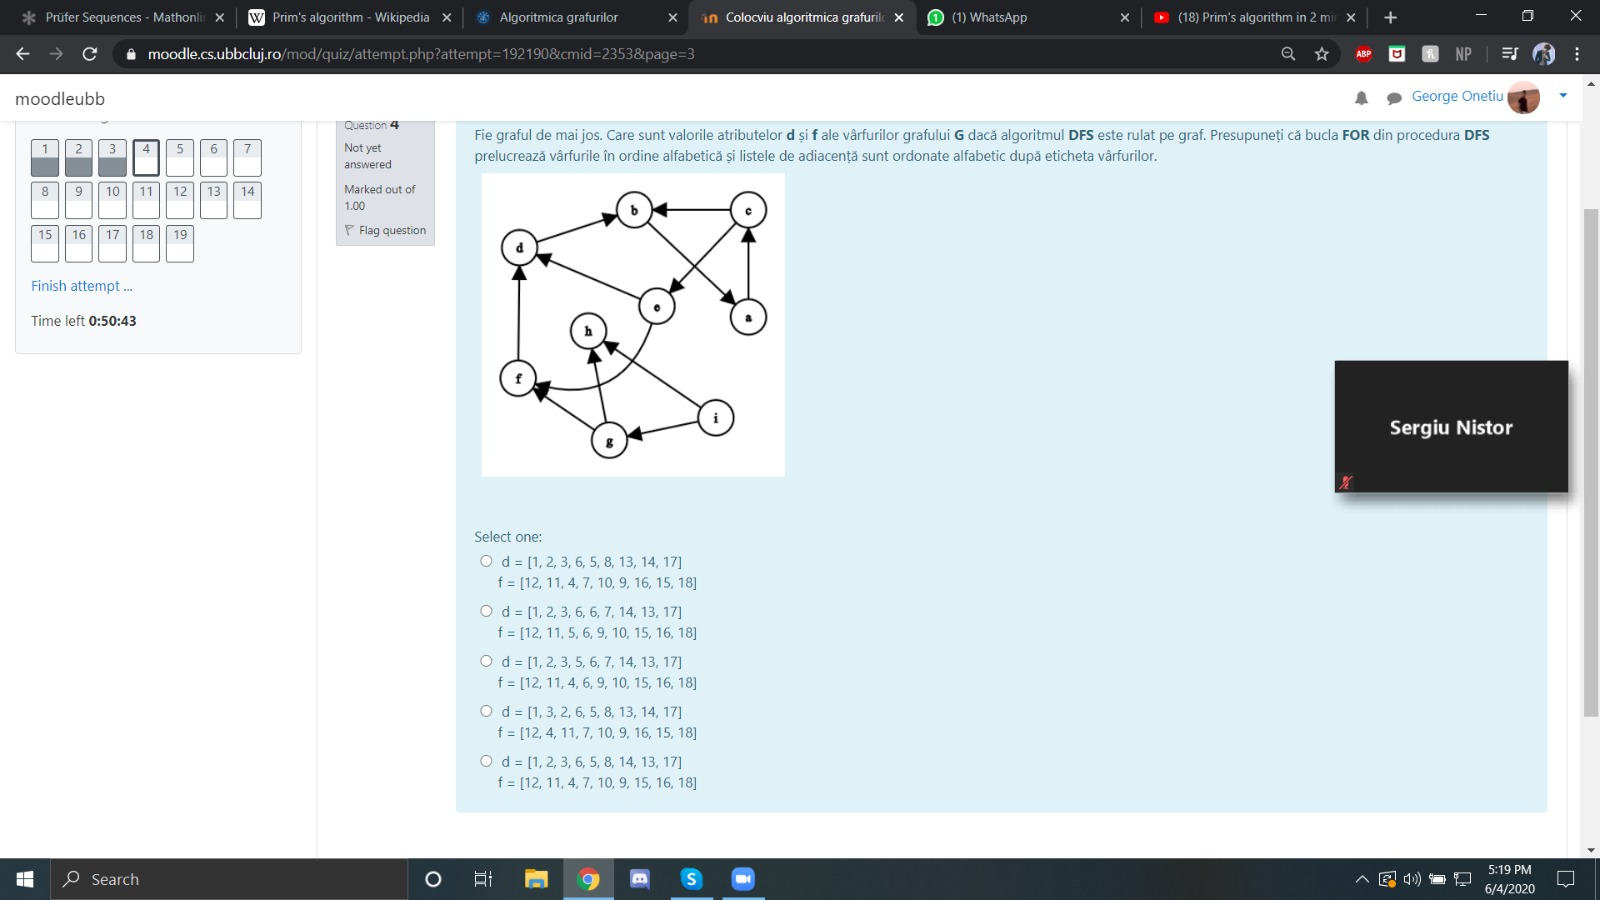 Prüfer Sequences - Mathonli
Prim's algorithm - Wikipedia
Algoritmica grafurilor
Colocviu algoritmica grafuril
(1) WhatsApp
(18) Prim's algorithm in 2 mi
moodle.cs.ubbcluj.ro/mod/quiz/attempt.php?attempt=192190&cmid=2353&page=3
ABP
NP
moodleubb
George Onetiu
1 2 3 4 5 6 7
8 9 10 11 12 13 14
15 16 17 18 19
Finish attempt ...
Time left 0:50:43
Question 4
Not yet
answered
Marked out of
1.00
Flag question
Fie graful de mai jos. Care sunt valorile atributelor d și f ale vârfurilor grafului G dacă algoritmul DFS este rulat pe graf. Presupuneți că bucla FOR din procedura DFS
prelucrează vârfurile în ordine alfabetică și listele de adiacență sunt ordonate alfabetic după eticheta vârfurilor.
b
c
d
e
a
h
f
i
g
Sergiu Nistor
Select one:
d = [1, 2, 3, 6, 5, 8, 13, 14, 17]
f = [12, 11, 4, 7, 10, 9, 16, 15, 18]
d = [1, 2, 3, 6, 6, 7, 14, 13, 17]
f = [12, 11, 5, 6, 9, 10, 15, 16, 18]
d = [1, 2, 3, 5, 6, 7, 14, 13, 17]
f = [12, 11, 4, 6, 9, 10, 15, 16, 18]
d = [1, 3, 2, 6, 5, 8, 13, 14, 17]
f = [12, 4, 11, 7, 10, 9, 16, 15, 18]
d = [1, 2, 3, 6, 5, 8, 14, 13, 17]
f = [12, 11, 4, 7, 10, 9, 15, 16, 18]
Search
5:19 PM
6/4/2020